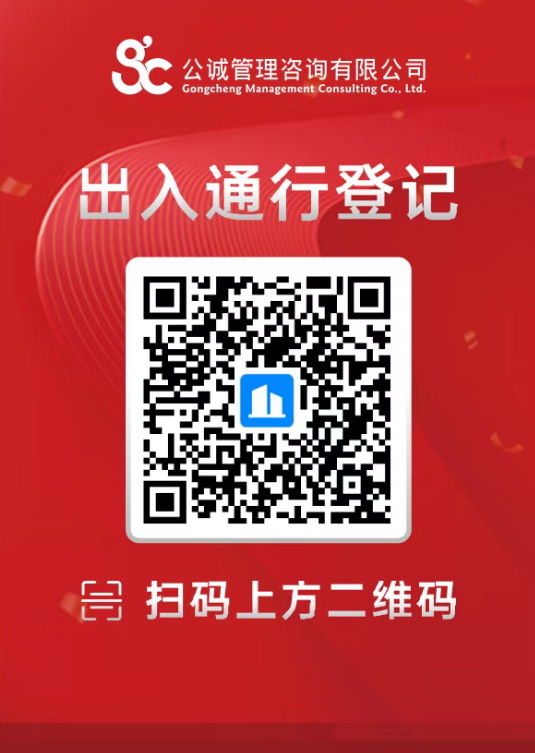 gc 公诚管理咨询有限公司
Gongcheng Management Consulting Co., Ltd.
出入通行登记
扫码上方二维码